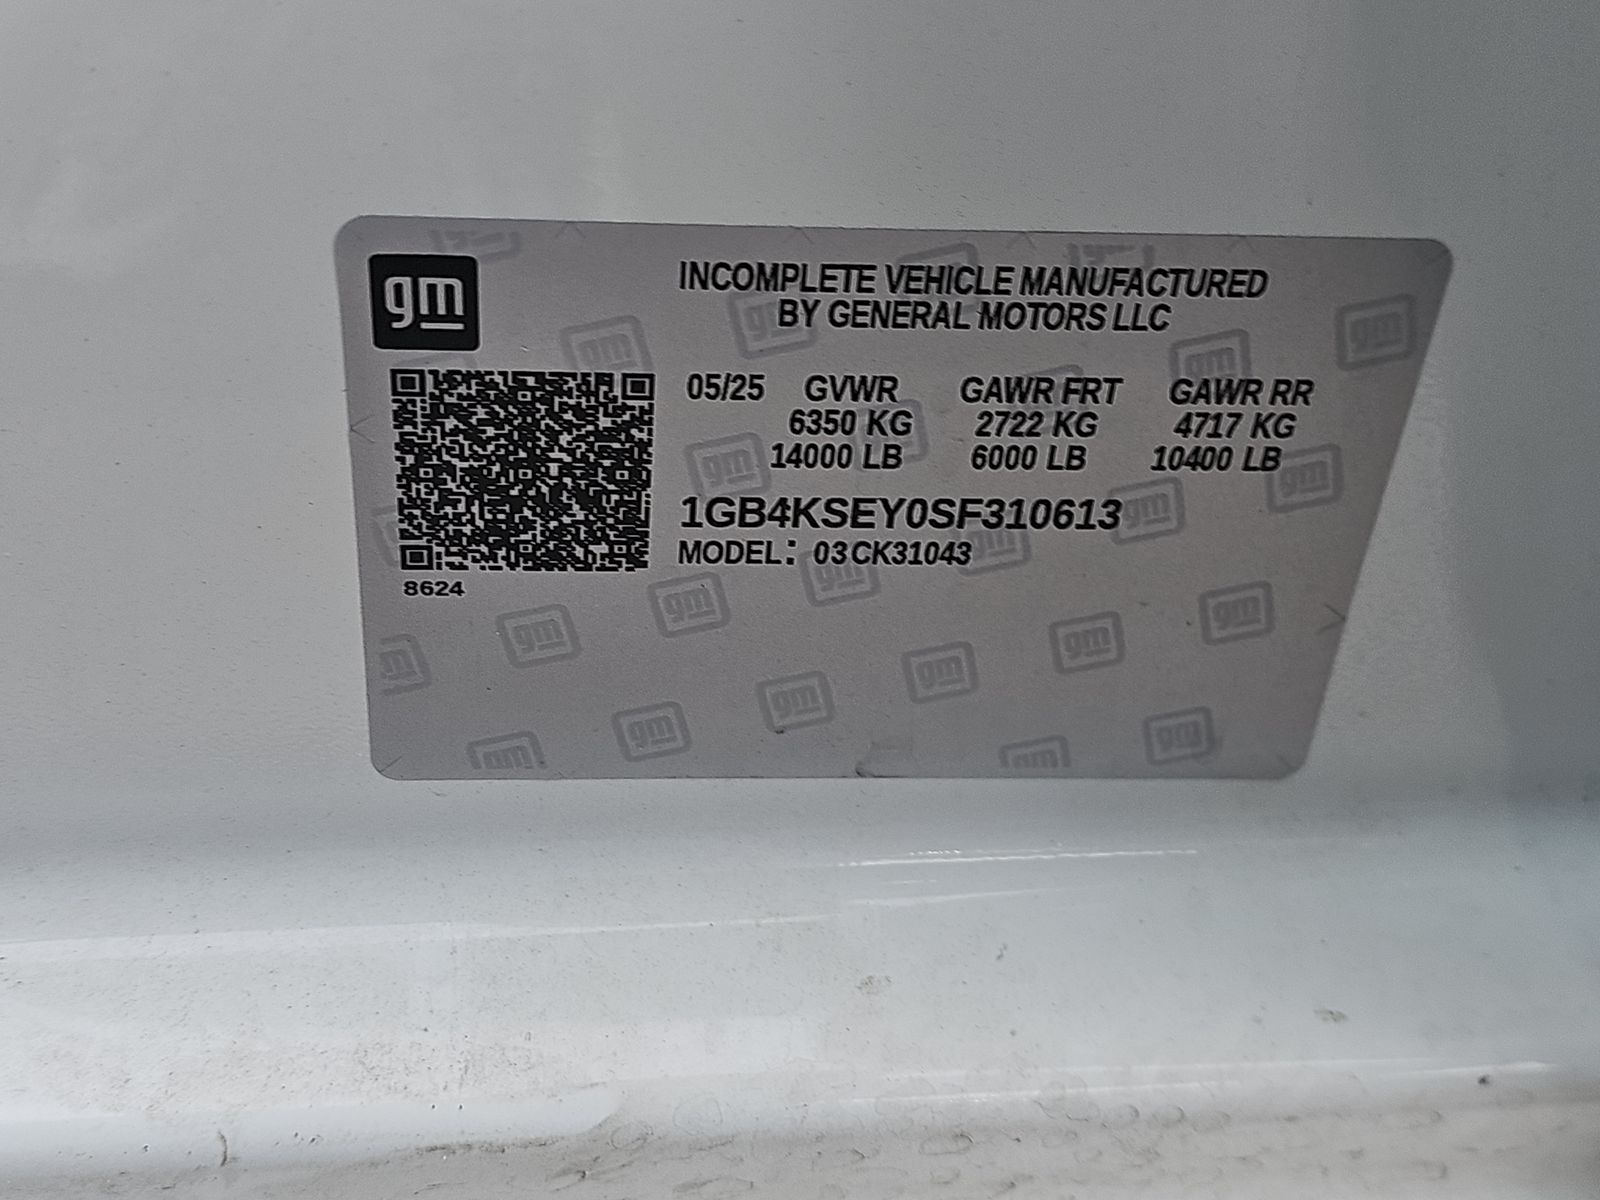 gm
INCOMPLETE VEHICLE MANUFACTURED
BY GENERAL MOTORS LLC
05/25 GVWR GAWR FRT GAWR RR
6350 KG 2722 KG 4717 KG
14000 LB 6000 LB 10400 LB
1GB4KSEY0SF310613
MODEL: 03CK31043
8624